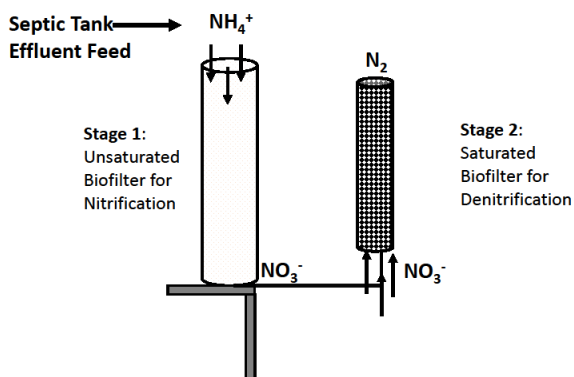 Septic Tank
Effluent Feed
NH₄⁺
N₂
Stage 1:
Unsaturated
Biofilter for
Nitrification
Stage 2:
Saturated
Biofilter for
Denitrification
NO₃⁻
NO₃⁻